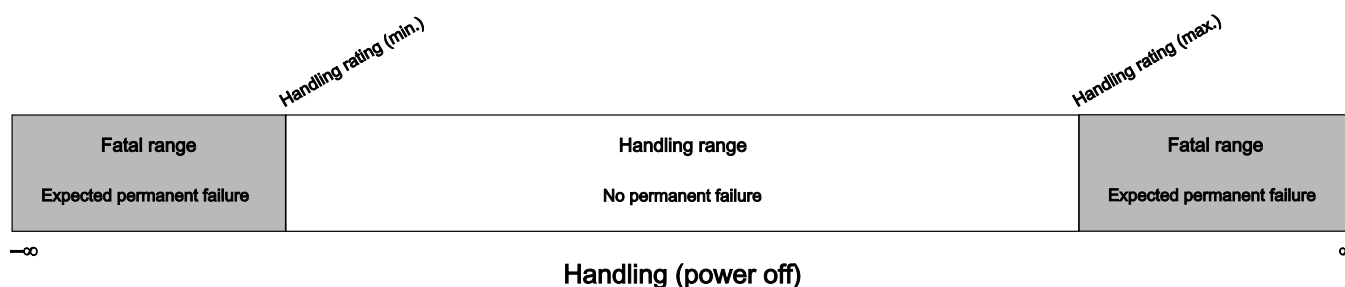 Handling rating (min.)
Handling rating (max.)
Fatal range
Handling range
Fatal range
Expected permanent failure
No permanent failure
Expected permanent failure
–∞
∞
Handling (power off)